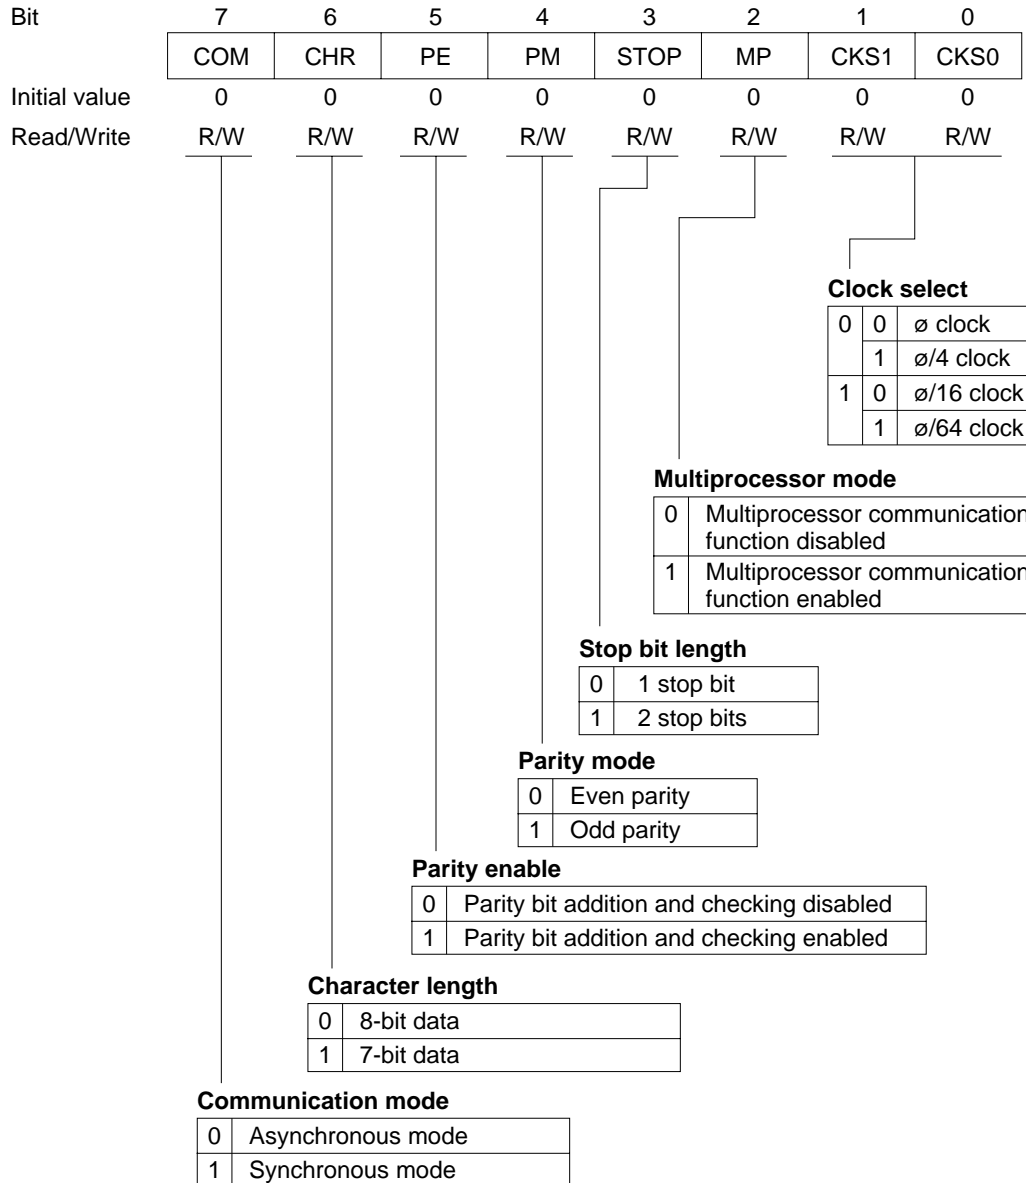 Bit 7 6 5 4 3 2 1 0
COM CHR PE PM STOP MP CKS1 CKS0
Initial value 0 0 0 0 0 0 0 0
Read/Write R/W R/W R/W R/W R/W R/W R/W R/W
Clock select
0 0 ø clock
1 ø/4 clock
1 0 ø/16 clock
1 ø/64 clock
Multiprocessor mode
0 Multiprocessor communication
function disabled
1 Multiprocessor communication
function enabled
Stop bit length
0 1 stop bit
1 2 stop bits
Parity mode
0 Even parity
1 Odd parity
Parity enable
0 Parity bit addition and checking disabled
1 Parity bit addition and checking enabled
Character length
0 8-bit data
1 7-bit data
Communication mode
0 Asynchronous mode
1 Synchronous mode